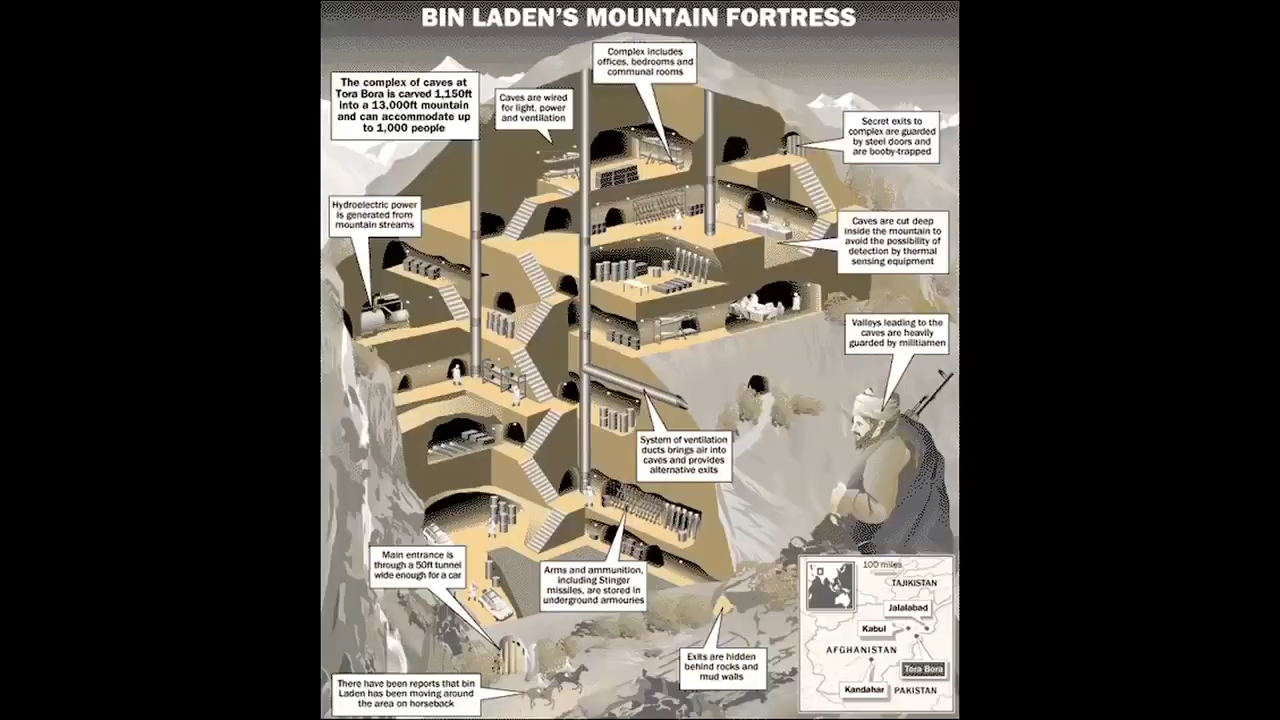 BIN LADEN'S MOUNTAIN FORTRESS
Complex includes
offices, bedrooms and
communal rooms
The complex of caves at
Tora Bora is carved 1,150ft
into a 13,000ft mountain
and can accommodate up
to 1,000 people
Caves are wired
for light, power
and ventilation
Secret exits to
complex are guarded
by steel doors and
are booby-trapped
Hydroelectric power
is generated from
mountain streams
Caves are cut deep
inside the mountain to
avoid the possibility of
detection by thermal
sensing equipment
Valleys leading to the
caves are heavily
guarded by militiamen
System of ventilation
ducts brings air into
caves and provides
alternative exits
Main entrance is
through a 50ft tunnel
wide enough for a car
Arms and ammunition,
including Stinger
missiles, are stored in
underground armouries
Exits are hidden
behind rocks and
mud walls
There have been reports that bin
Laden has been moving around
the area on horseback
100 miles
TAJIKISTAN
Jalalabad
Kabul
AFGHANISTAN
Tora Bora
Kandahar
PAKISTAN